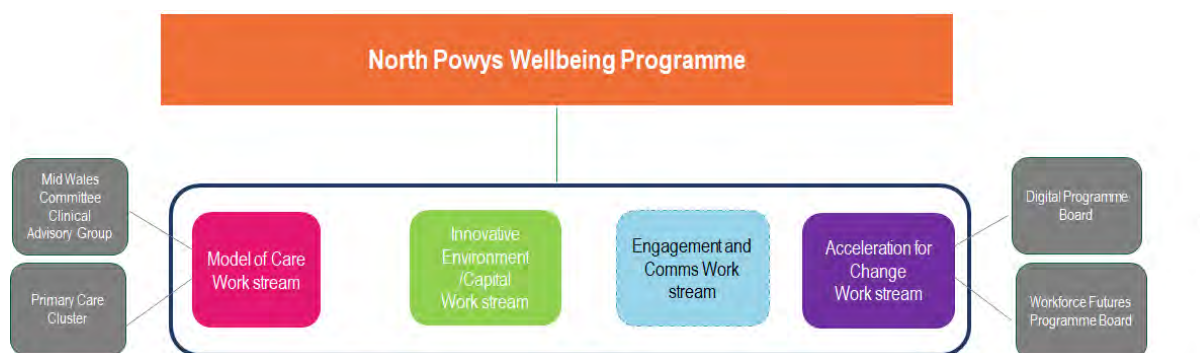 North Powys Wellbeing Programme
Mid Wales
Committee
Clinical
Advisory Group
Primary Care
Cluster
Model of Care
Work stream
Innovative
Environment
/Capital
Work stream
Engagement and
Comms Work
stream
Acceleration for
Change
Work stream
Digital Programme
Board
Workforce Futures
Programme Board